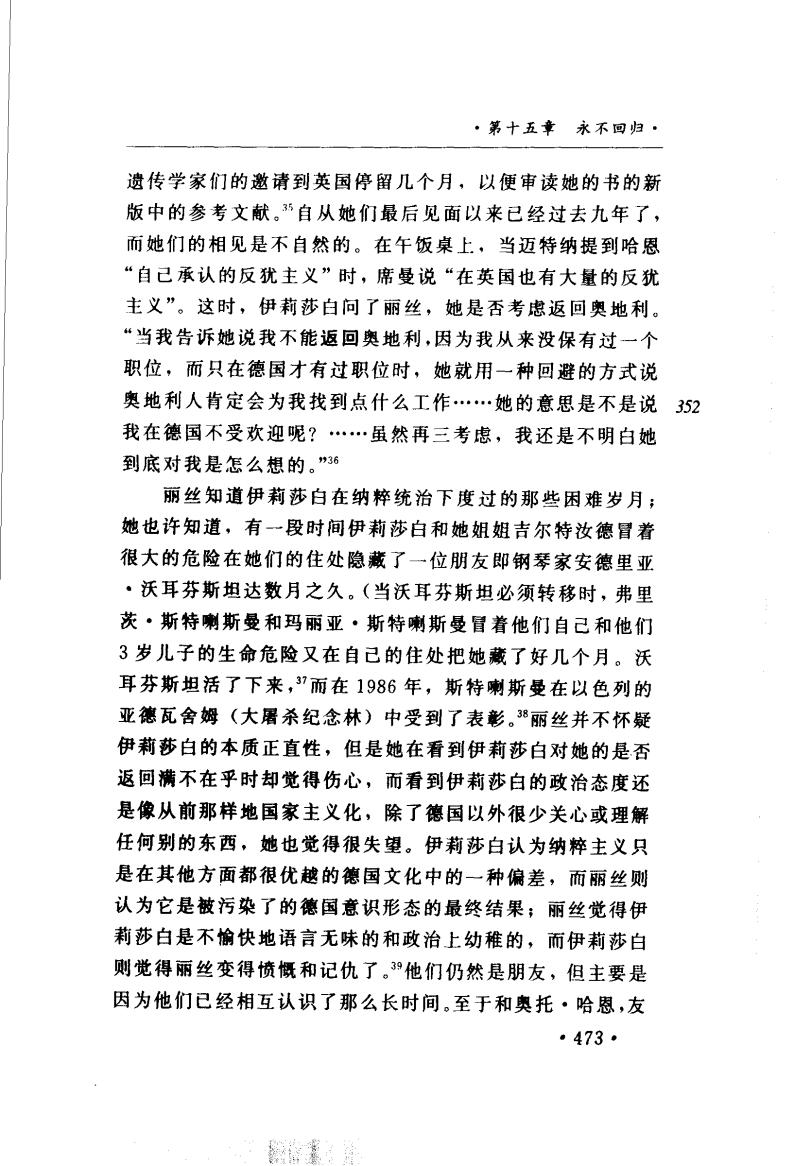 ·第十五章 永不回归·
遗传学家们的邀请到英国停留几个月，以便审读她的书的新
版中的参考文献。35自从她们最后见面以来已经过去九年了，
而她们的相见是不自然的。在午饭桌上，当迈特纳提到哈恩
“自己承认的反犹主义”时，席曼说“在英国也有大量的反犹
主义”。这时，伊莉莎白问了丽丝，她是否考虑返回奥地利。
“当我告诉她说我不能返回奥地利，因为我从来没保有过一个
职位，而只在德国才有过职位时，她就用一种回避的方式说
奥地利人肯定会为我找到点什么工作……她的意思是不是说
352
我在德国不受欢迎呢？……虽然再三考虑，我还是不明白她
到底对我是怎么想的。”36
丽丝知道伊莉莎白在纳粹统治下度过的那些困难岁月；
她也许知道，有一段时间伊莉莎白和她姐姐吉尔特汝德冒着
很大的危险在她们的住处隐藏了一位朋友即钢琴家安德里亚
·沃耳芬斯坦达数月之久。（当沃耳芬斯坦必须转移时，弗里
茨·斯特喇斯曼和玛丽亚·斯特喇斯曼冒着他们自己和他们
3岁儿子的生命危险又在自己的住处把她藏了好几个月。沃
耳芬斯坦活了下来，37而在1986年，斯特喇斯曼在以色列的
亚德瓦舍姆（大屠杀纪念林）中受到了表彰。38丽丝并不怀疑
伊莉莎白的本质正直性，但是她在看到伊莉莎白对她的是否
返回满不在乎时却觉得伤心，而看到伊莉莎白的政治态度还
是像从前那样地国家主义化，除了德国以外很少关心或理解
任何别的东西，她也觉得很失望。伊莉莎白认为纳粹主义只
是在其他方面都很优越的德国文化中的一种偏差，而丽丝则
认为它是被污染了的德国意识形态的最终结果；丽丝觉得伊
莉莎白是不愉快地语言无味的和政治上幼稚的，而伊莉莎白
则觉得丽丝变得愤慨和记仇了。39他们仍然是朋友，但主要是
因为他们已经相互认识了那么长时间。至于和奥托·哈恩，友
·473·